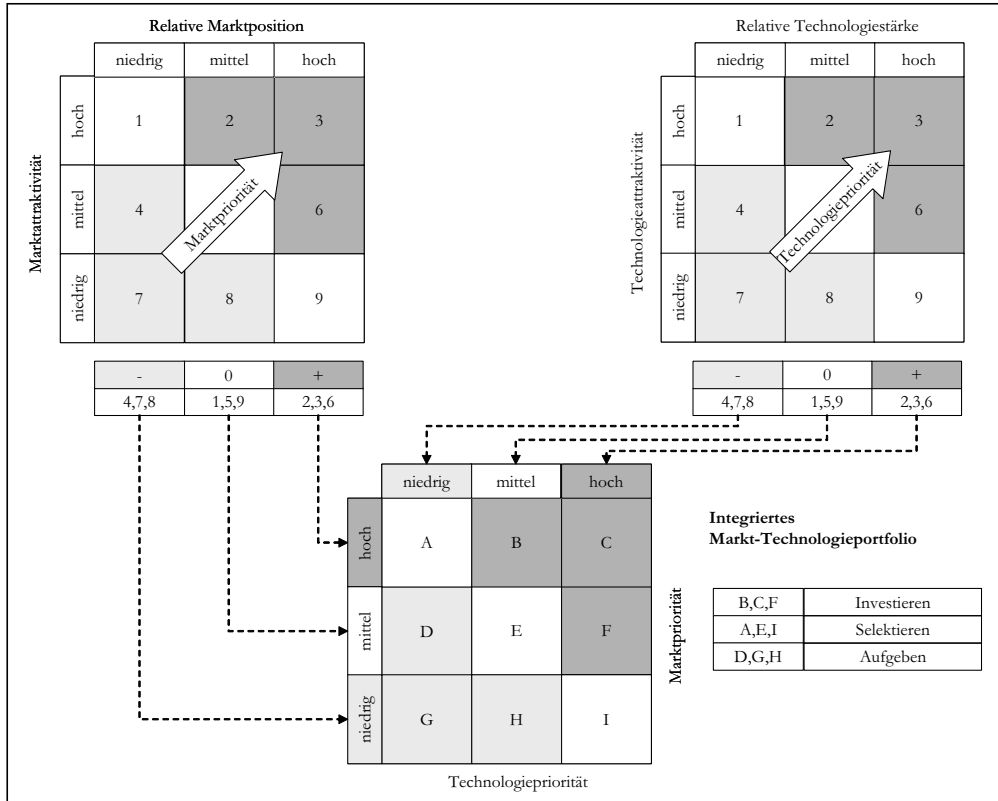 Relative Marktposition
niedrig mittel hoch
Marktattraktivität
hoch 1 2 3
mittel 4 6
niedrig 7 8 9
Marktpriorität
- 0 +
4,7,8 1,5,9 2,3,6
Relative Technologiestärke
niedrig mittel hoch
Technologieattraktivität
hoch 1 2 3
mittel 4 6
niedrig 7 8 9
Technologiepriorität
- 0 +
4,7,8 1,5,9 2,3,6
niedrig mittel hoch
hoch A B C
mittel D E F
niedrig G H I
Technologiepriorität
Marktpriorität
Integriertes
Markt-Technologieportfolio
B,C,F Investieren
A,E,I Selektieren
D,G,H Aufgeben